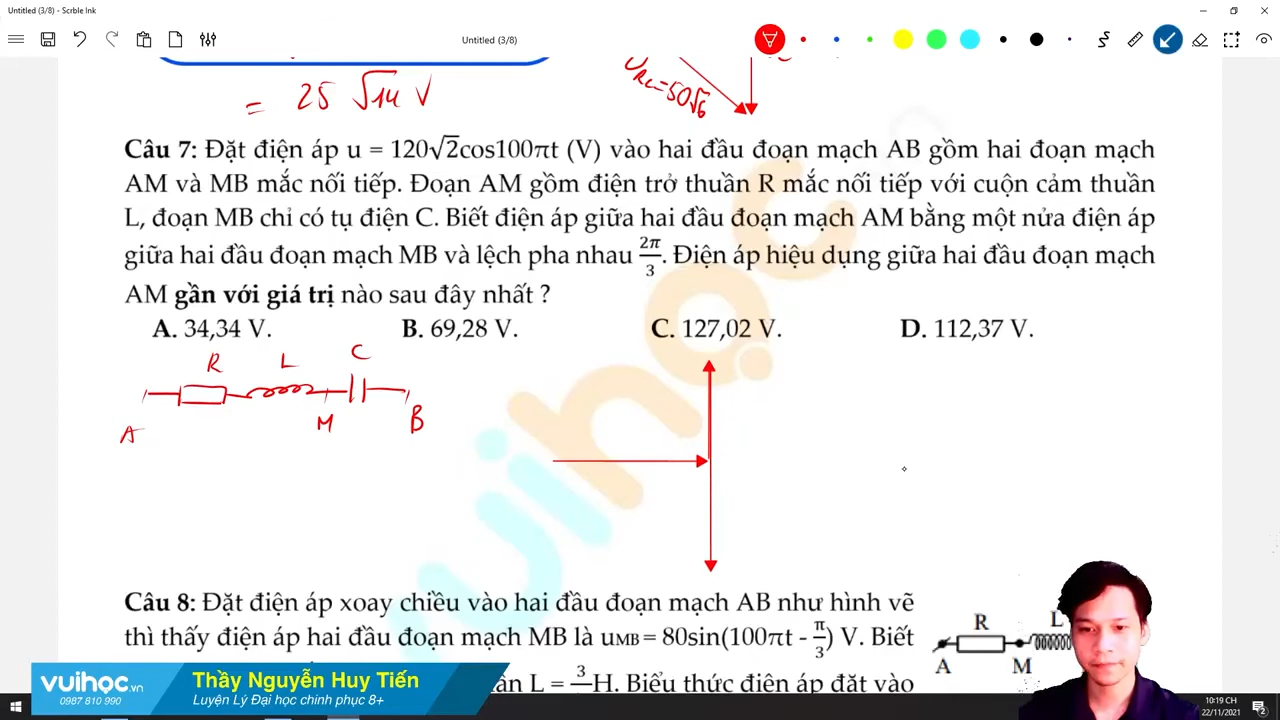 Untitled (3/8) - Scrble Ink
Untitled (3/8)
= 25 √14 V
U_RL=50√6
Câu 7: Đặt điện áp u = 120√2cos100πt (V) vào hai đầu đoạn mạch AB gồm hai đoạn mạch
AM và MB mắc nối tiếp. Đoạn AM gồm điện trở thuần R mắc nối tiếp với cuộn cảm thuần
L, đoạn MB chỉ có tụ điện C. Biết điện áp giữa hai đầu đoạn mạch AM bằng một nửa điện áp
giữa hai đầu đoạn mạch MB và lệch pha nhau 2π/3. Điện áp hiệu dụng giữa hai đầu đoạn mạch
AM gần với giá trị nào sau đây nhất ?
A. 34,34 V. B. 69,28 V. C. 127,02 V. D. 112,37 V.
R L C
A M B
vuihoc
Câu 8: Đặt điện áp xoay chiều vào hai đầu đoạn mạch AB như hình vẽ
thì thấy điện áp hai đầu đoạn mạch MB là uMB = 80sin(100πt - π/3) V. Biết
L = 3/ H. Biểu thức điện áp đặt vào
R L
A M
vuihọc.vn
0987 810 990
Thầy Nguyễn Huy Tiến
Luyện Lý Đại học chinh phục 8+
10:19 CH
22/11/2021
2